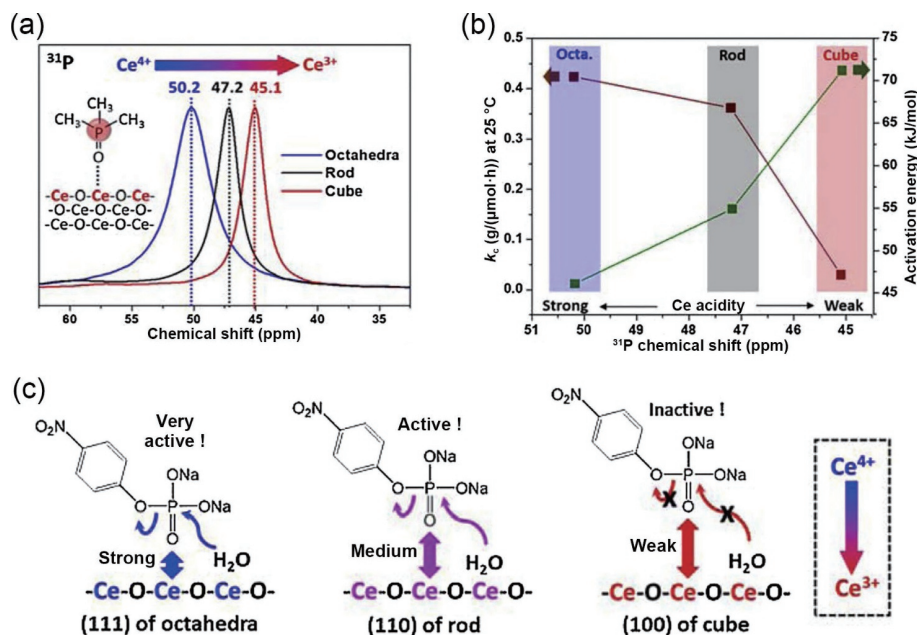 (a)
³¹P
Ce⁴⁺
Ce³⁺
50.2 47.2 45.1
CH₃
CH₃ CH₃
P
O
-Ce-O-Ce-O-Ce-
-O-Ce-O-Ce-O-
-Ce-O-Ce-O-Ce-
Octahedra
Rod
Cube
60 55 50 45 40 35
Chemical shift (ppm)
(b)
k꜀ (g/(μmol·h)) at 25 °C
0.5
0.4
0.3
0.2
0.1
0.0
Octa. Rod Cube
Strong Ce acidity Weak
75
70
65
60
55
50
45
Activation energy (kJ/mol)
51 50 49 48 47 46 45
³¹P chemical shift (ppm)
(c)
Very
active !
O₂N
ONa
O-P-ONa
O
Strong
H₂O
-Ce-O-Ce-O-Ce-O-
(111) of octahedra
Active !
O₂N
ONa
O-P-ONa
O
Medium
H₂O
-Ce-O-Ce-O-Ce-O-
(110) of rod
Inactive !
O₂N
ONa
O-P-ONa
X
O
X
Weak
H₂O
-Ce-O-Ce-O-Ce-O-
(100) of cube
Ce⁴⁺
Ce³⁺